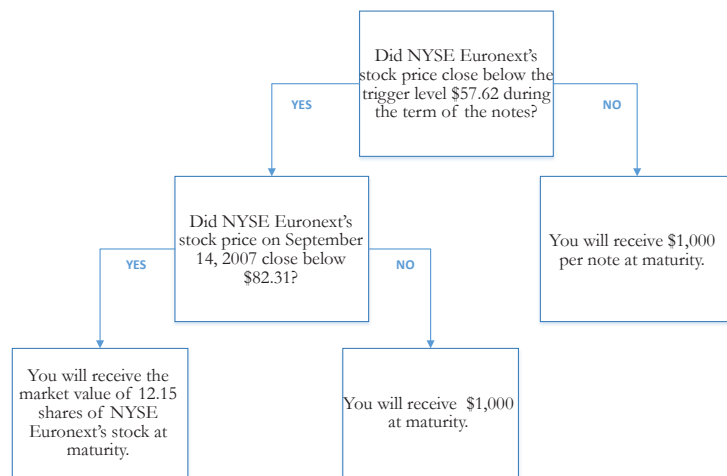 Did NYSE Euronext's
stock price close below the
trigger level $57.62 during
the term of the notes?
YES
NO
Did NYSE Euronext's
stock price on September
14, 2007 close below
$82.31?
You will receive $1,000
per note at maturity.
YES
NO
You will receive the
market value of 12.15
shares of NYSE
Euronext's stock at
maturity.
You will receive $1,000
at maturity.